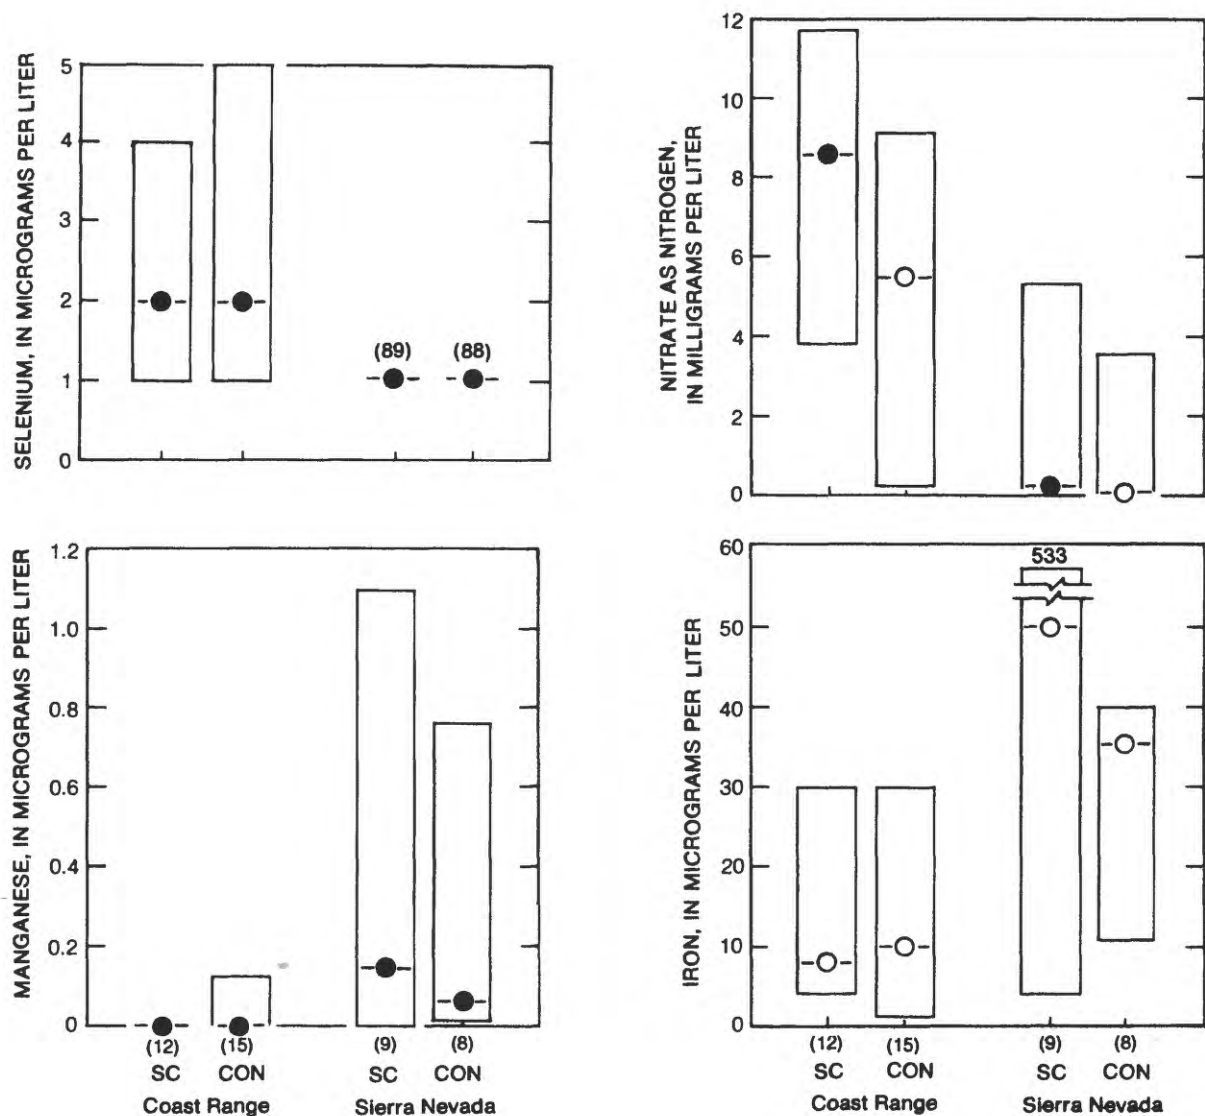 SELENIUM, IN MICROGRAMS PER LITER
5
4
3
2
1
0
(89)
(88)
NITRATE AS NITROGEN,
IN MILLIGRAMS PER LITER
12
10
8
6
4
2
0
MANGANESE, IN MICROGRAMS PER LITER
1.2
1.0
0.8
0.6
0.4
0.2
0
(12)
(15)
(9)
(8)
SC
CON
SC
CON
Coast Range
Sierra Nevada
IRON, IN MICROGRAMS PER LITER
60
50
40
30
20
10
0
533
(12)
(15)
(9)
(8)
SC
CON
SC
CON
Coast Range
Sierra Nevada